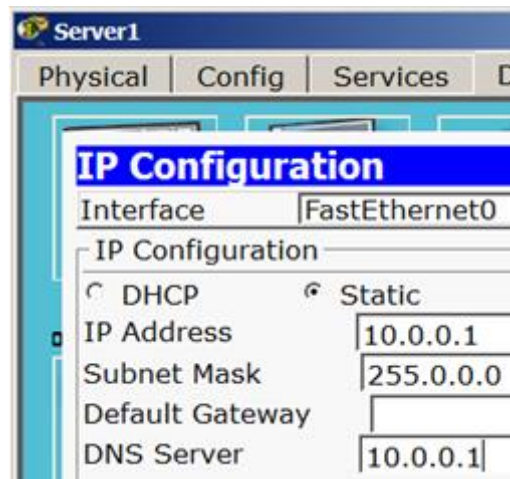 Server1
Physical Config Services D
IP Configuration
Interface FastEthernet0
IP Configuration
DHCP Static
IP Address 10.0.0.1
Subnet Mask 255.0.0.0
Default Gateway
DNS Server 10.0.0.1